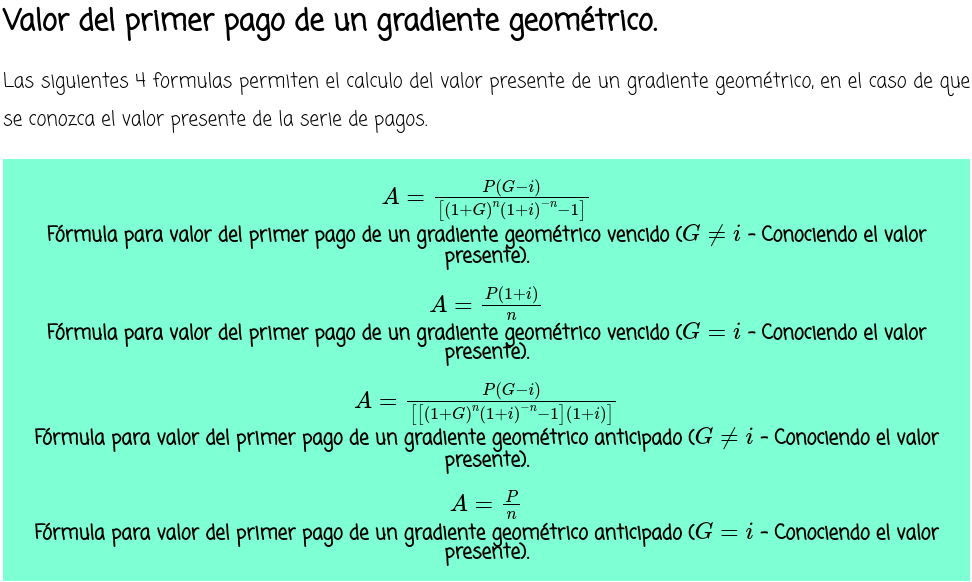 Valor del primer pago de un gradiente geométrico.
Las siguientes 4 formulas permiten el calculo del valor presente de un gradiente geométrico, en el caso de que
se conozca el valor presente de la serie de pagos.
A = \frac{P(G-i)}{[(1+G)^n(1+i)^{-n}-1]}
Fórmula para valor del primer pago de un gradiente geométrico vencido (G ≠ i - Conociendo el valor
presente).
A = \frac{P(1+i)}{n}
Fórmula para valor del primer pago de un gradiente geométrico vencido (G = i - Conociendo el valor
presente).
A = \frac{P(G-i)}{[[(1+G)^n(1+i)^{-n}-1](1+i)]}
Fórmula para valor del primer pago de un gradiente geométrico anticipado (G ≠ i - Conociendo el valor
presente).
A = \frac{P}{n}
Fórmula para valor del primer pago de un gradiente geométrico anticipado (G = i - Conociendo el valor
presente).